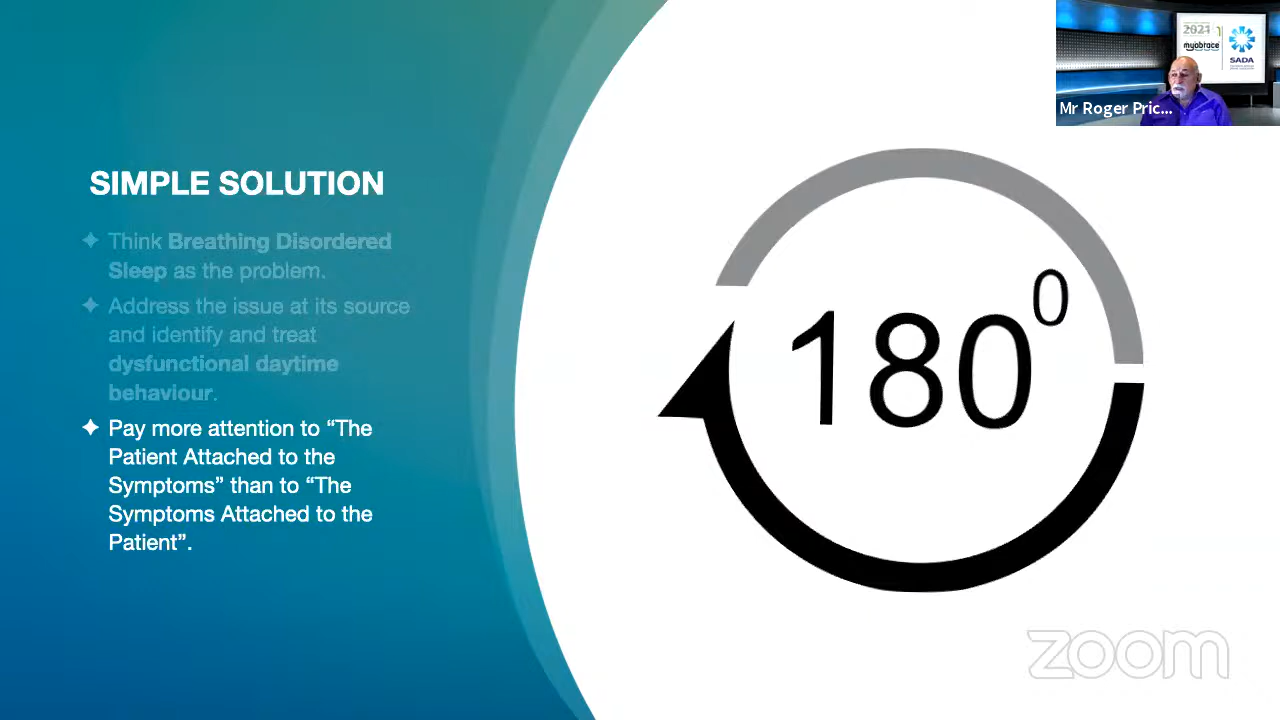 2021
myobrace
SADA
Mr Roger Pric...
SIMPLE SOLUTION
✦ Think Breathing Disordered
Sleep as the problem.
✦ Address the issue at its source
and identify and treat
dysfunctional daytime
behaviour.
✦ Pay more attention to “The
Patient Attached to the
Symptoms” than to “The
Symptoms Attached to the
Patient”.
180⁰
zoom